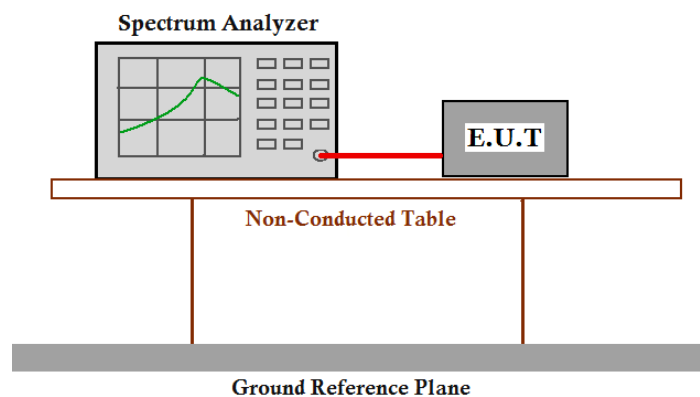 Spectrum Analyzer
E.U.T
Non-Conducted Table
Ground Reference Plane